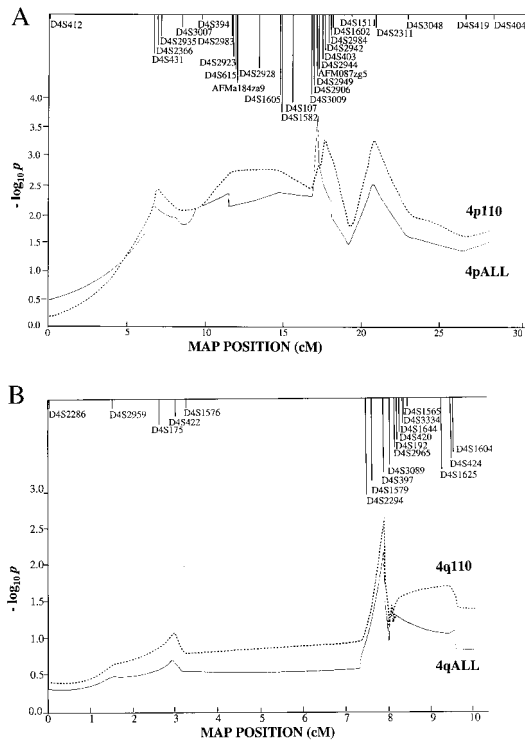 A
D4S412
D4S394
D4S1511
D4S3048
D4S419
D4S404
D4S3007
D4S1602
D4S2311
D4S2935
D4S2983
D4S2984
D4S2366
D4S2942
D4S431
D4S2923
D4S403
D4S2944
D4S615
D4S2928
AFM087zg5
D4S2949
AFMa184za9
D4S2906
D4S1605
D4S3009
D4S107
D4S1582
4.0
3.5
3.0
2.5
2.0
1.5
1.0
0.5
0.0
- log10 p
4p110
4pALL
0 5 10 15 20 25 30
MAP POSITION (cM)
B
D4S2286
D4S2959
D4S1576
D4S1565
D4S422
D4S3334
D4S175
D4S1644
D4S420
D4S192
D4S1604
D4S2965
D4S424
D4S3089
D4S1625
D4S397
D4S1579
D4S2294
3.0
2.5
2.0
1.5
1.0
0.5
0.0
- log10 p
4q110
4qALL
0 1 2 3 4 5 6 7 8 9 10
MAP POSITION (cM)